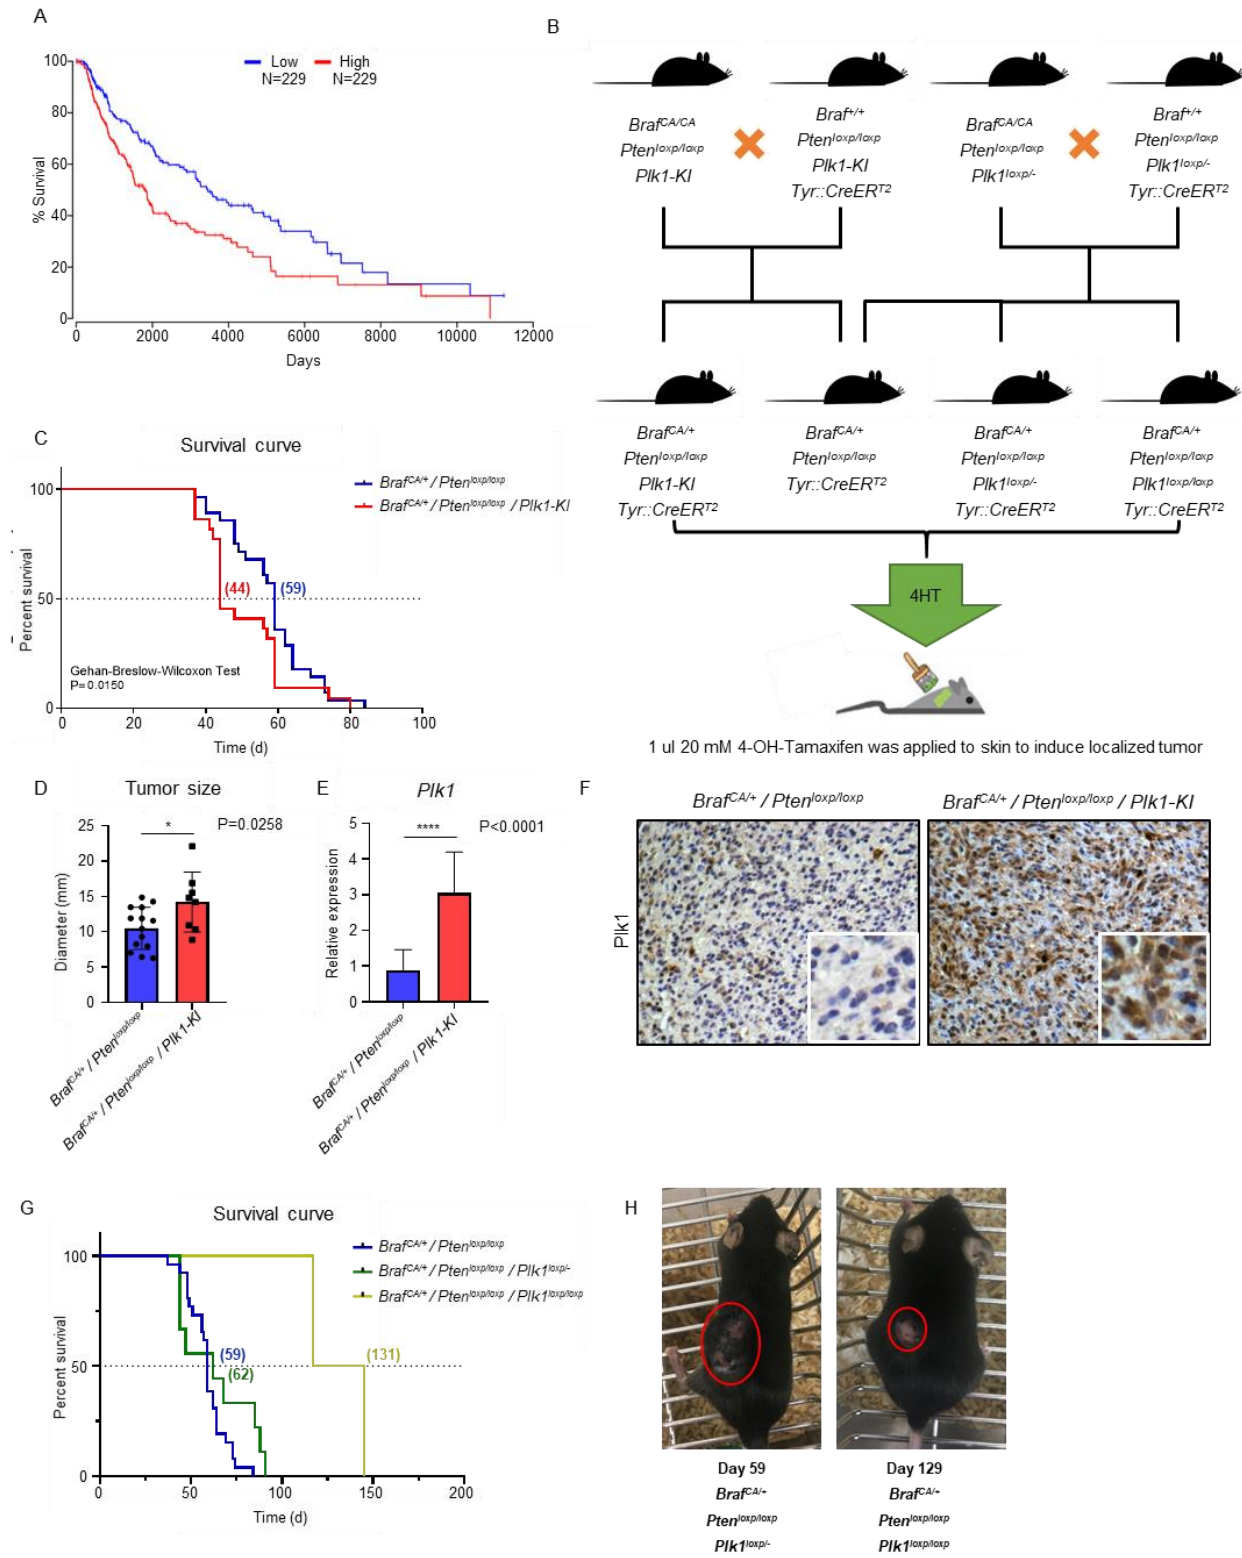 A
Low
N=229
High
N=229
100
80
60
40
20
0
% Survival
0 2000 4000 6000 8000 10000 12000
Days
B
Braf^CA/CA
Pten^loxp/loxp
Plk1-KI
Braf^+/+
Pten^loxp/loxp
Plk1-KI
Tyr::CreER^T2
Braf^CA/CA
Pten^loxp/loxp
Plk1^loxp/-
Braf^+/+
Pten^loxp/loxp
Plk1^loxp/-
Tyr::CreER^T2
Braf^CA/+
Pten^loxp/loxp
Plk1-KI
Tyr::CreER^T2
Braf^CA/+
Pten^loxp/loxp
Tyr::CreER^T2
Braf^CA/+
Pten^loxp/loxp
Plk1^loxp/-
Tyr::CreER^T2
Braf^CA/+
Pten^loxp/loxp
Plk1^loxp/loxp
Tyr::CreER^T2
4HT
1 ul 20 mM 4-OH-Tamaxifen was applied to skin to induce localized tumor
C
Survival curve
Braf^CA/+ / Pten^loxp/loxp
Braf^CA/+ / Pten^loxp/loxp / Plk1-KI
100
50
0
Percent survival
(44)
(59)
Gehan-Breslow-Wilcoxon Test
P=0.0150
0 20 40 60 80 100
Time (d)
D
Tumor size
*
P=0.0258
25
20
15
10
5
0
Diameter (mm)
Braf^CA/+ / Pten^loxp/loxp
Braf^CA/+ / Pten^loxp/loxp / Plk1-KI
E
Plk1
****
P<0.0001
5
4
3
2
1
0
Relative expression
Braf^CA/+ / Pten^loxp/loxp
Braf^CA/+ / Pten^loxp/loxp / Plk1-KI
F
Braf^CA/+ / Pten^loxp/loxp
Braf^CA/+ / Pten^loxp/loxp / Plk1-KI
Plk1
G
Survival curve
Braf^CA/+ / Pten^loxp/loxp
Braf^CA/+ / Pten^loxp/loxp / Plk1^loxp/-
Braf^CA/+ / Pten^loxp/loxp / Plk1^loxp/loxp
100
50
0
Percent survival
(59)
(62)
(131)
0 50 100 150 200
Time (d)
H
Day 59
Braf^CA/+
Pten^loxp/loxp
Plk1^loxp/-
Day 129
Braf^CA/+
Pten^loxp/loxp
Plk1^loxp/loxp